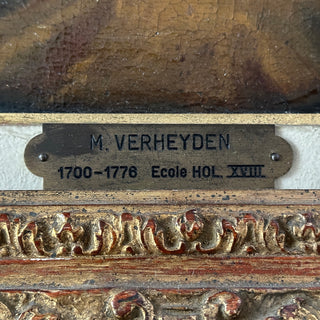 M. VERHEYDEN
1700-1776 Ecole HOL. XVIII